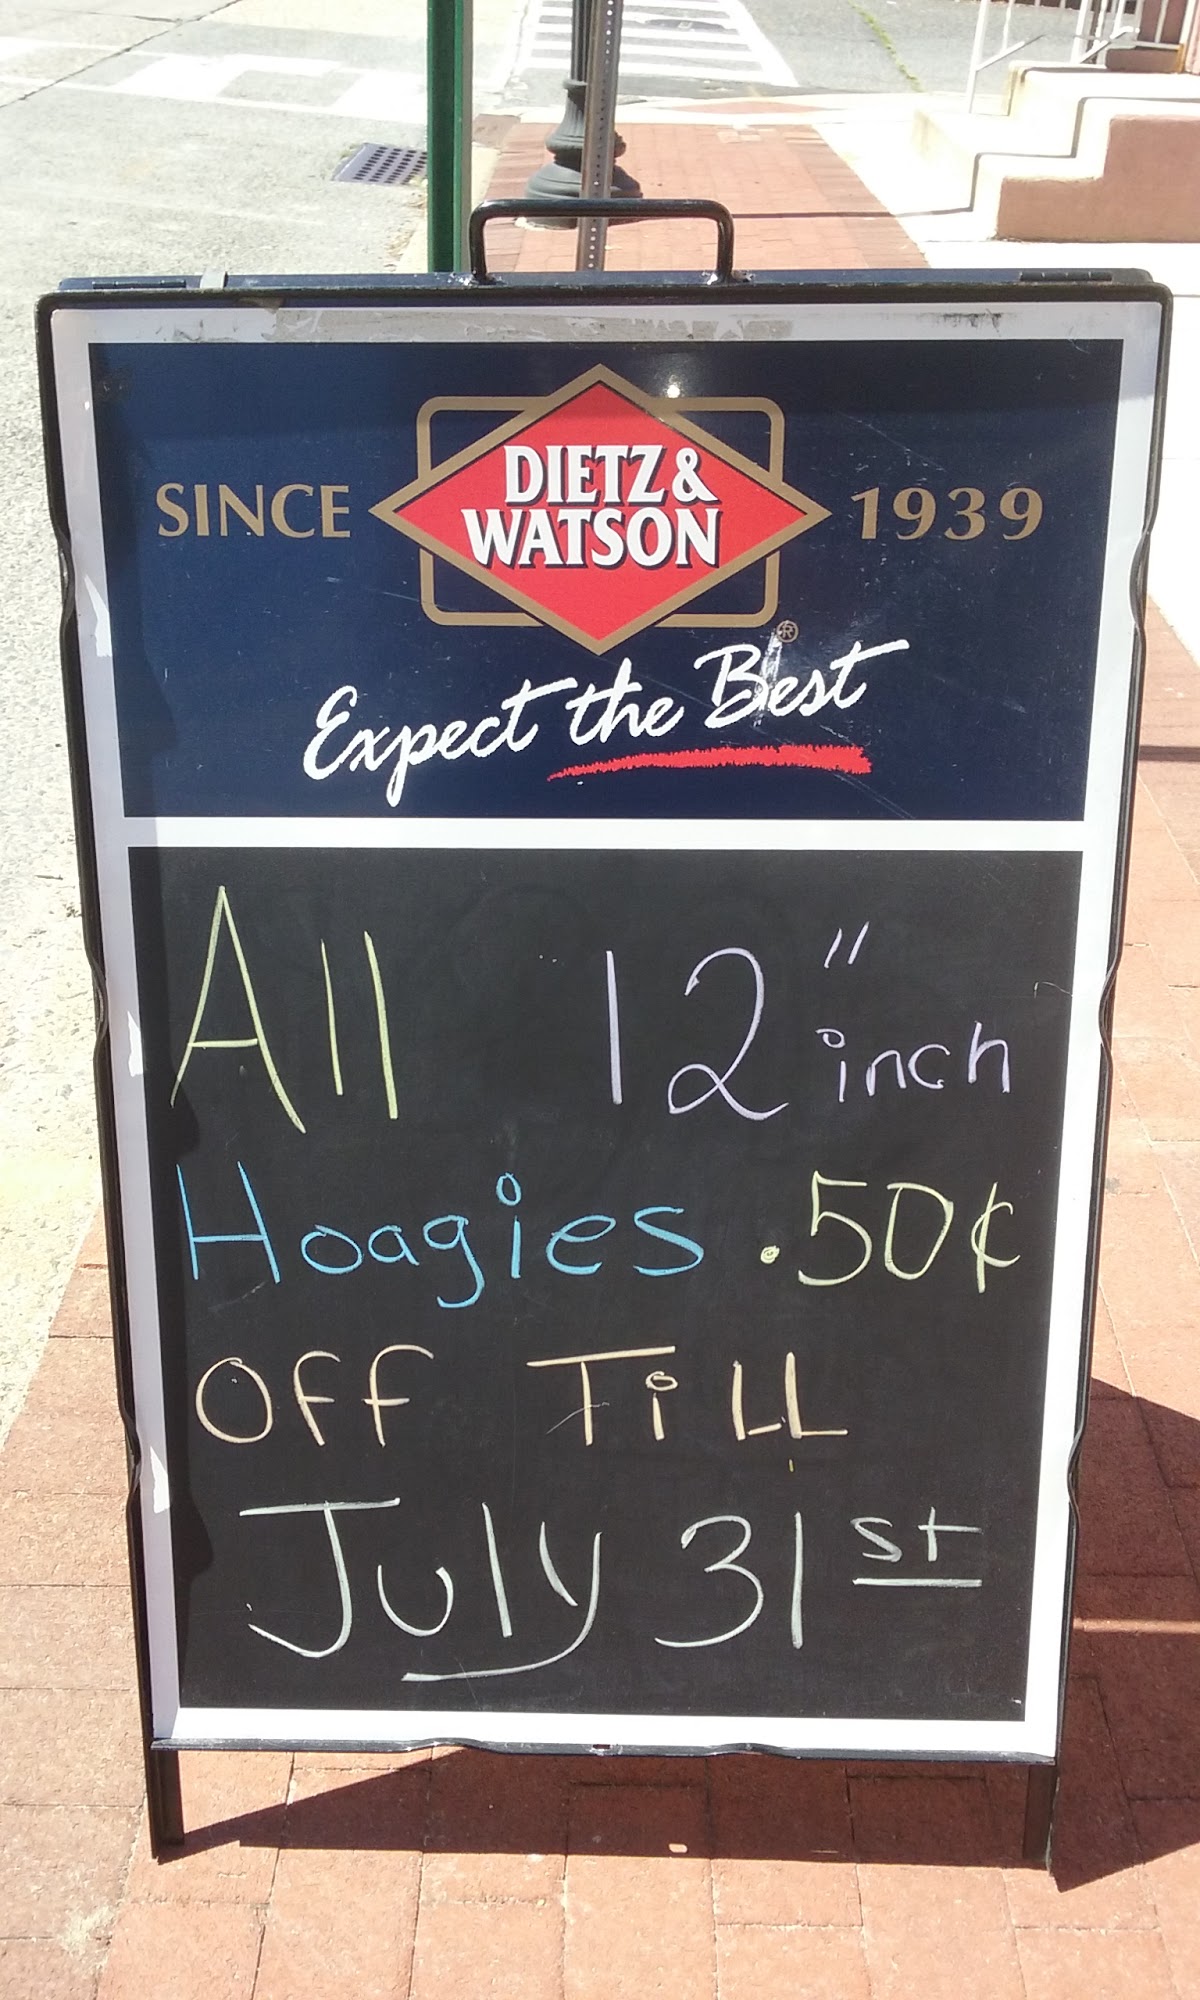 SINCE DIETZ & WATSON 1939
Expect the Best®
All 12" inch
Hoagies .50¢
Off Till
July 31st